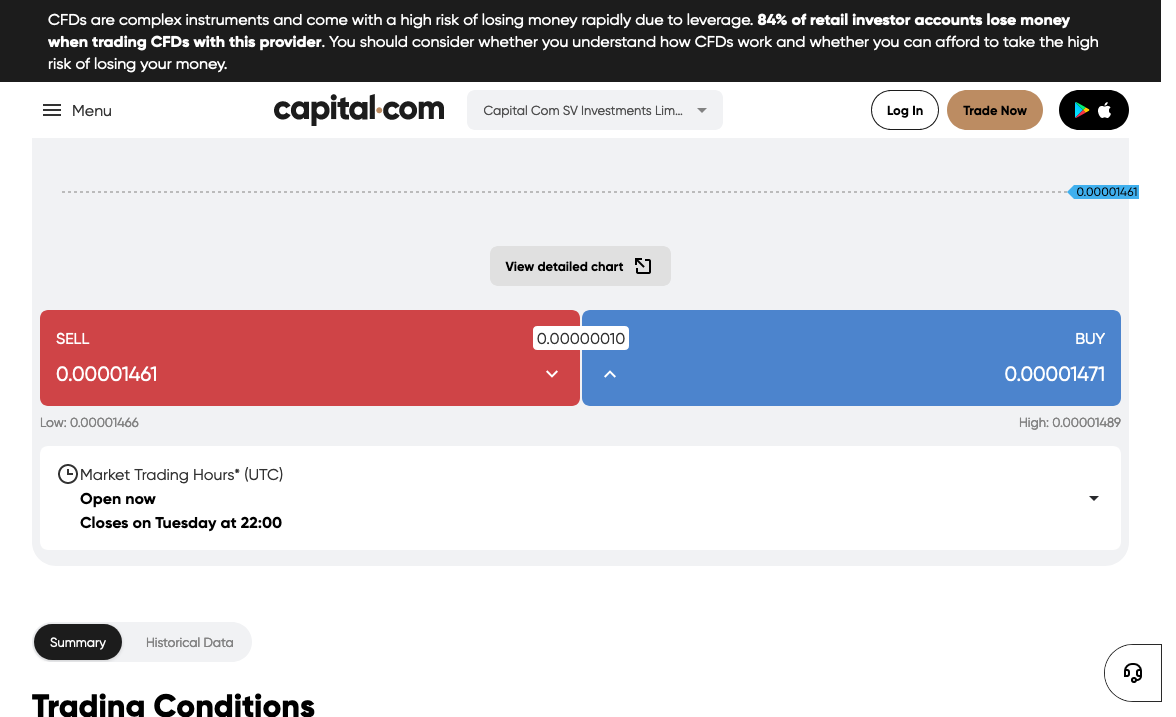 CFDs are complex instruments and come with a high risk of losing money rapidly due to leverage. 84% of retail investor accounts lose money
when trading CFDs with this provider. You should consider whether you understand how CFDs work and whether you can afford to take the high
risk of losing your money.
Menu
capital.com
Capital Com SV Investments Lim...
Log In
Trade Now
0.00001461
View detailed chart
SELL
0.00000010
BUY
0.00001461
0.00001471
Low: 0.00001466
High: 0.00001489
Market Trading Hours* (UTC)
Open now
Closes on Tuesday at 22:00
Summary
Historical Data
Trading Conditions